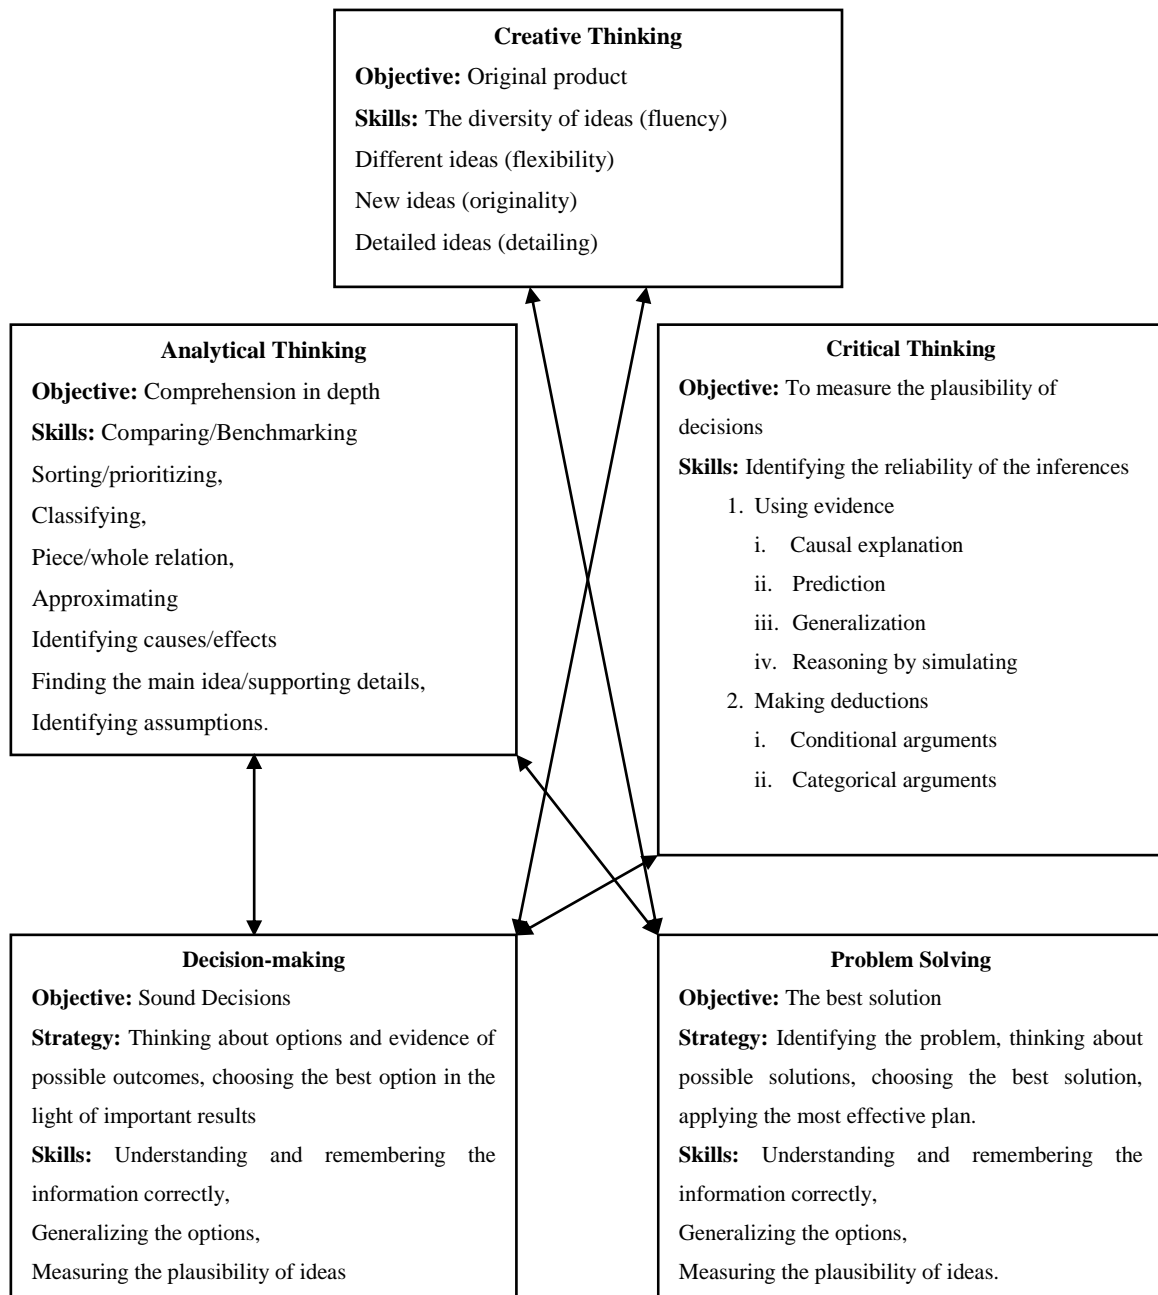 Creative Thinking
Objective: Original product
Skills: The diversity of ideas (fluency)
Different ideas (flexibility)
New ideas (originality)
Detailed ideas (detailing)
Analytical Thinking
Objective: Comprehension in depth
Skills: Comparing/Benchmarking
Sorting/prioritizing,
Classifying,
Piece/whole relation,
Approximating
Identifying causes/effects
Finding the main idea/supporting details,
Identifying assumptions.
Critical Thinking
Objective: To measure the plausibility of
decisions
Skills: Identifying the reliability of the inferences
1. Using evidence
i. Causal explanation
ii. Prediction
iii. Generalization
iv. Reasoning by simulating
2. Making deductions
i. Conditional arguments
ii. Categorical arguments
Decision-making
Objective: Sound Decisions
Strategy: Thinking about options and evidence of
possible outcomes, choosing the best option in the
light of important results
Skills: Understanding and remembering the
information correctly,
Generalizing the options,
Measuring the plausibility of ideas
Problem Solving
Objective: The best solution
Strategy: Identifying the problem, thinking about
possible solutions, choosing the best solution,
applying the most effective plan.
Skills: Understanding and remembering the
information correctly,
Generalizing the options,
Measuring the plausibility of ideas.